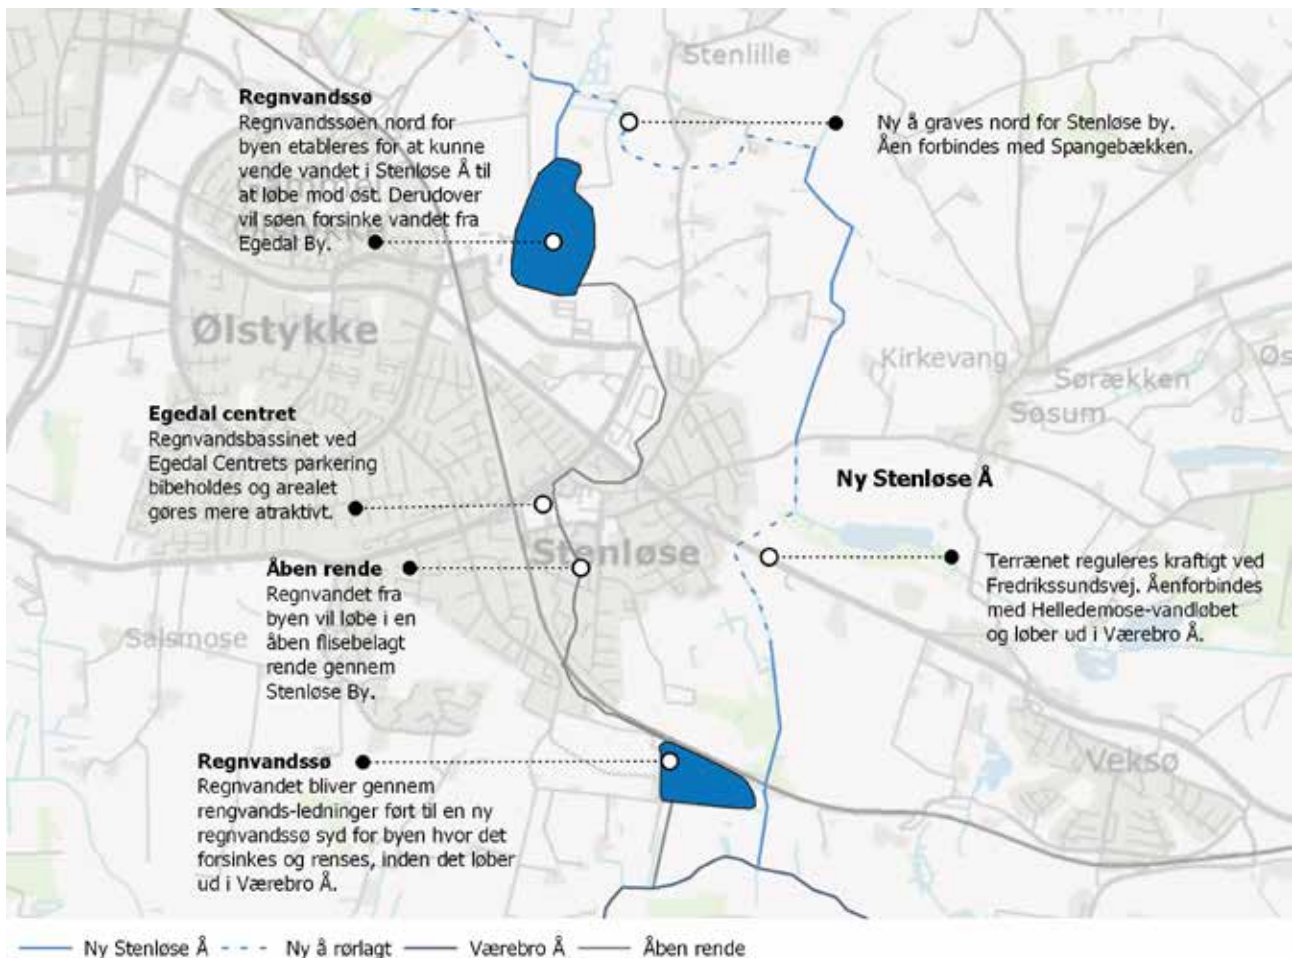 Stenlille
Regnvandssø
Regnvandssøen nord for
byen etableres for at kunne
vende vandet i Stenløse Å til
at løbe mod øst. Derudover
vil søen forsinke vandet fra
Egedal By.
Ny å graves nord for Stenløse by.
Åen forbindes med Spangebækken.
Ølstykke
Kirkevang
Sørækken
Søsum
Øs
Egedal centret
Regnvandsbassinet ved
Egedal Centrets parkering
bibeholdes og arealet
gøres mere atraktivt.
Ny Stenløse Å
Stenløse
Åben rende
Regnvandet fra
byen vil løbe i en
åben flisebelagt
rende gennem
Stenløse By.
Terrænet reguleres kraftigt ved
Fredrikssundsvej. Åenforbindes
med Helledemose-vandløbet
og løber ud i Værebro Å.
Salsmose
Regnvandssø
Regnvandet bliver gennem
rengvands-ledninger ført til en ny
regnvandssø syd for byen hvor det
forsinkes og renses, inden det løber
ud i Værebro Å.
Veksø
Ny Stenløse Å Ny å rørlagt Værebro Å Åben rende